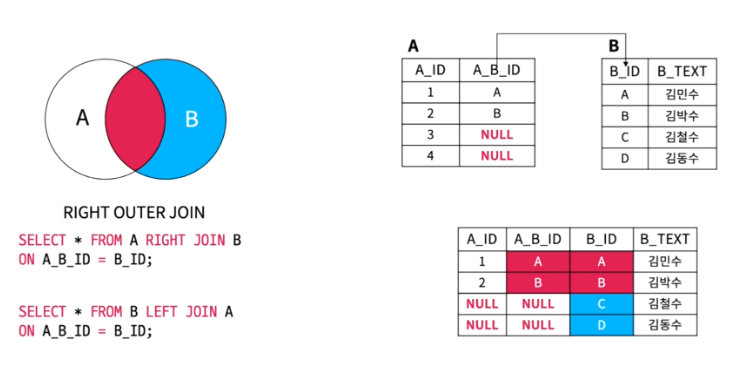 A
B
RIGHT OUTER JOIN
SELECT * FROM A RIGHT JOIN B
ON A_B_ID = B_ID;
SELECT * FROM B LEFT JOIN A
ON A_B_ID = B_ID;
A
A_ID A_B_ID
1 A
2 B
3 NULL
4 NULL
B
B_ID B_TEXT
A 김민수
B 김박수
C 김철수
D 김동수
A_ID A_B_ID B_ID B_TEXT
1 A A 김민수
2 B B 김박수
NULL NULL C 김철수
NULL NULL D 김동수